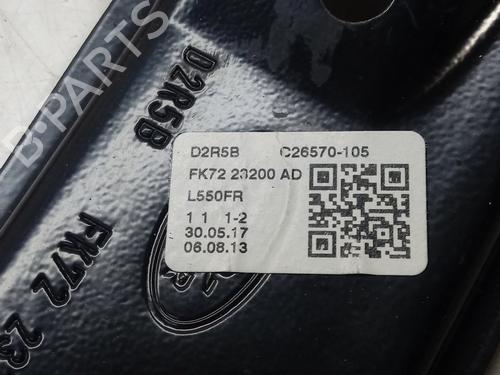 D2R5B
D2R5B C26570-105
FK72 23200 AD
L550FR
1 1 1-2
30.05.17
06.08.13
FK72 23
B-PARTS